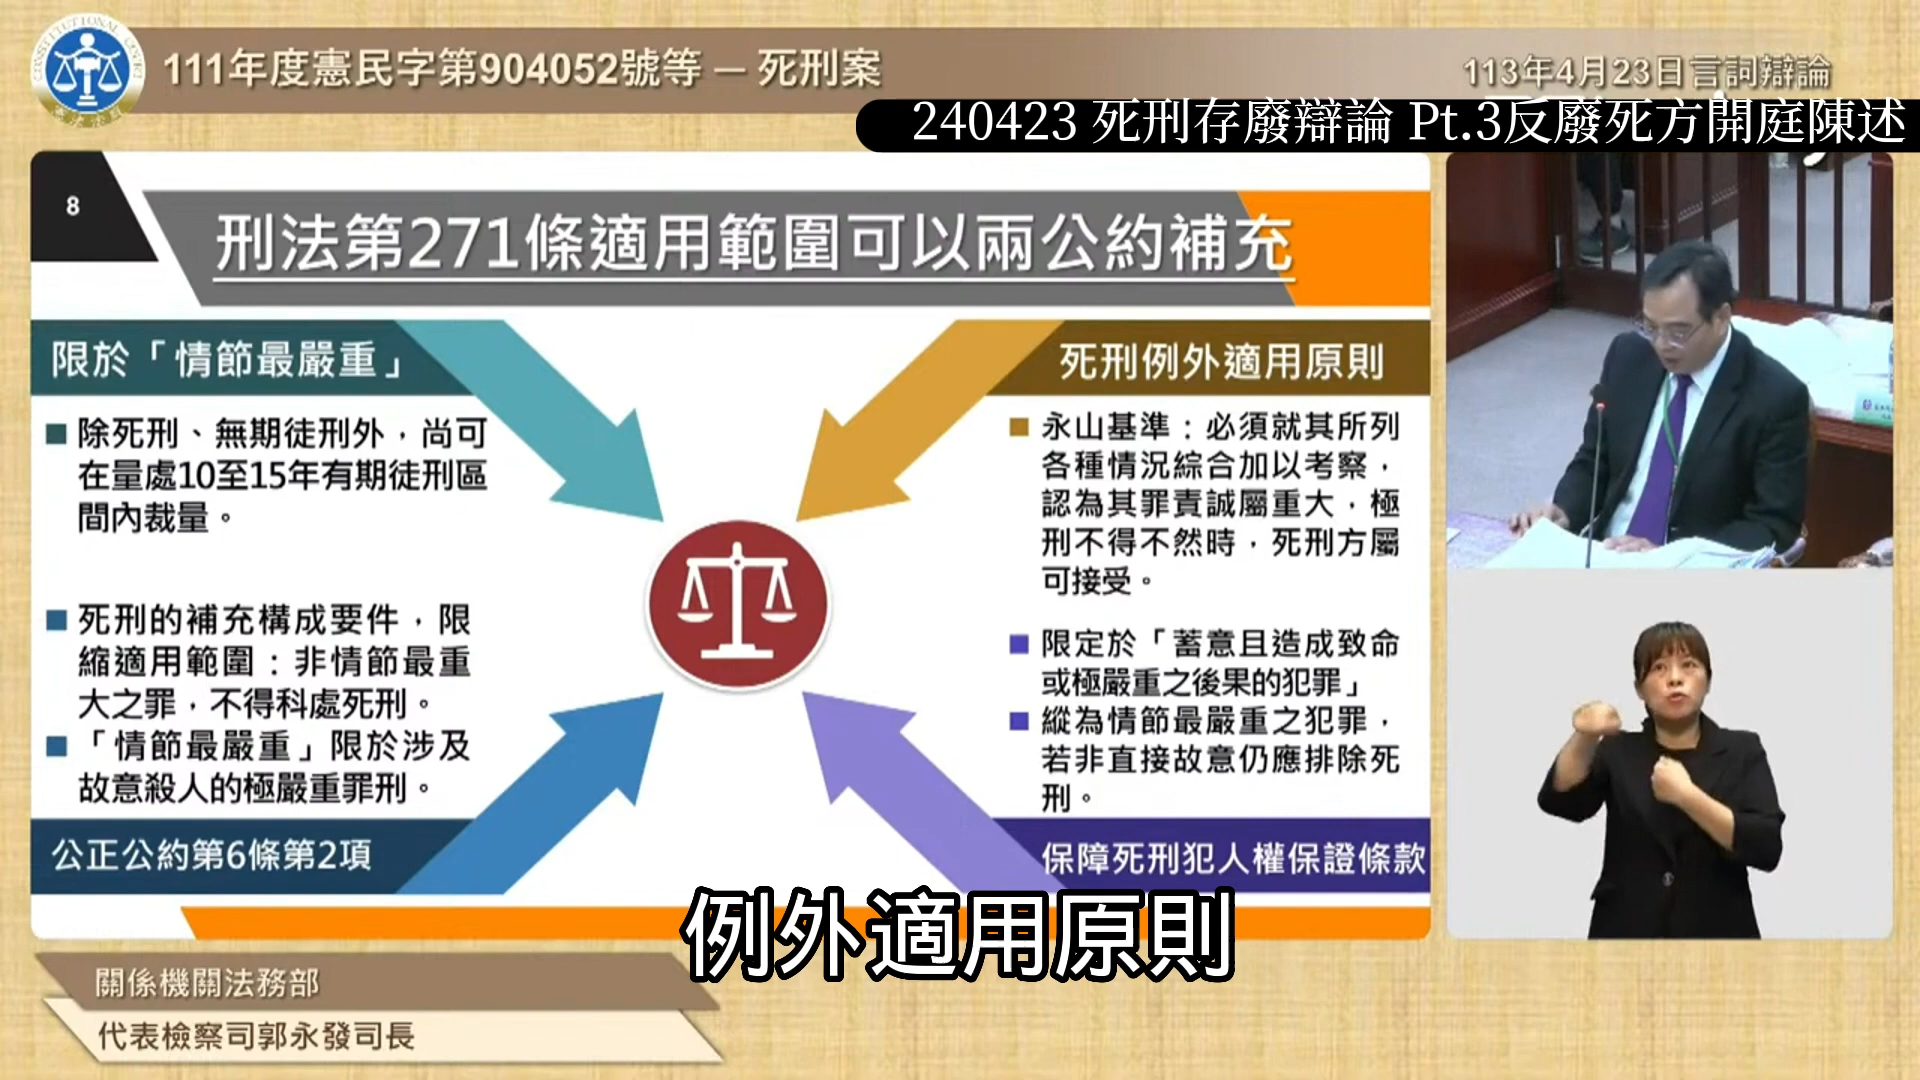 111年度憲民字第904052號等 – 死刑案
113年4月23日言詞辯論
240423 死刑存廢辯論 Pt.3反廢死方開庭陳述
8
刑法第271條適用範圍可以兩公約補充
限於「情節最嚴重」
除死刑、無期徒刑外，尚可
在量處10至15年有期徒刑區
間內裁量。
死刑的補充構成要件，限
縮適用範圍：非情節最重
大之罪，不得科處死刑。
「情節最嚴重」限於涉及
故意殺人的極嚴重罪刑。
公正公約第6條第2項
死刑例外適用原則
永山基準：必須就其所列
各種情況綜合加以考察，
認為其罪責誠屬重大，極
刑不得不然時，死刑方屬
可接受。
限定於「蓄意且造成致命
或極嚴重之後果的犯罪」
縱為情節最嚴重之犯罪，
若非直接故意仍應排除死
刑。
保障死刑犯人權保證條款
例外適用原則
關係機關法務部
代表檢察司郭永發司長